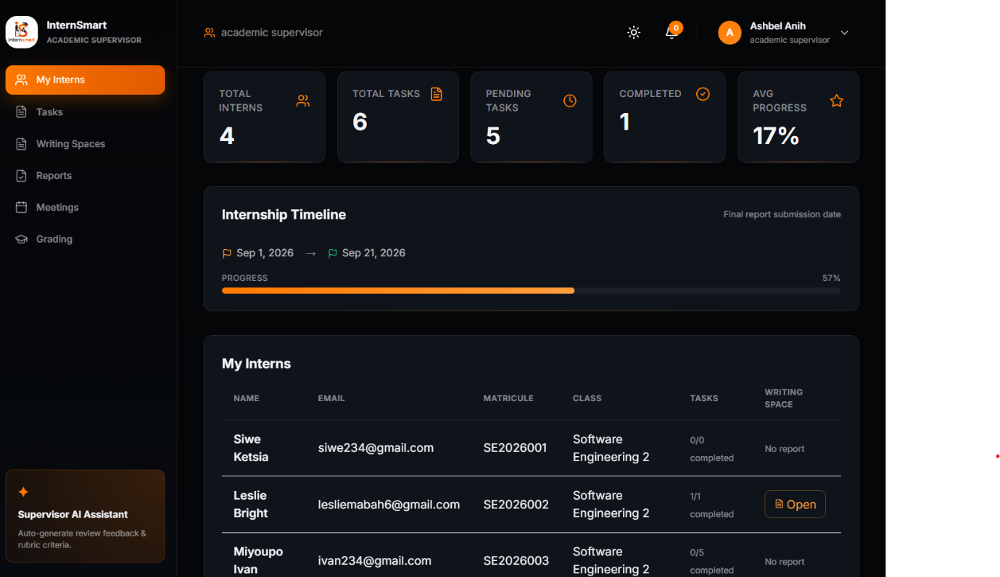 InternSmart
ACADEMIC SUPERVISOR
iS
internsmart
My Interns
Tasks
Writing Spaces
Reports
Meetings
Grading
Supervisor AI Assistant
Auto-generate review feedback &
rubric criteria.
academic supervisor
0
A
Ashbel Anih
academic supervisor
TOTAL
INTERNS
4
TOTAL TASKS
6
PENDING
TASKS
5
COMPLETED
1
AVG
PROGRESS
17%
Internship Timeline
Final report submission date
Sep 1, 2026 → Sep 21, 2026
PROGRESS 57%
My Interns
NAME EMAIL MATRICULE CLASS TASKS WRITING SPACE
Siwe Ketsia siwe234@gmail.com SE2026001 Software Engineering 2 0/0 completed No report
Leslie Bright lesliemabah6@gmail.com SE2026002 Software Engineering 2 1/1 completed Open
Miyoupo Ivan ivan234@gmail.com SE2026003 Software Engineering 2 0/5 completed No report